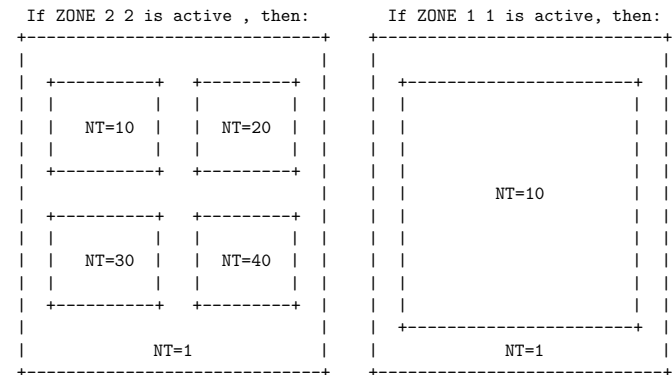 If ZONE 2 2 is active , then: If ZONE 1 1 is active, then:
NT=10 NT=20
NT=10
NT=30 NT=40
NT=1 NT=1